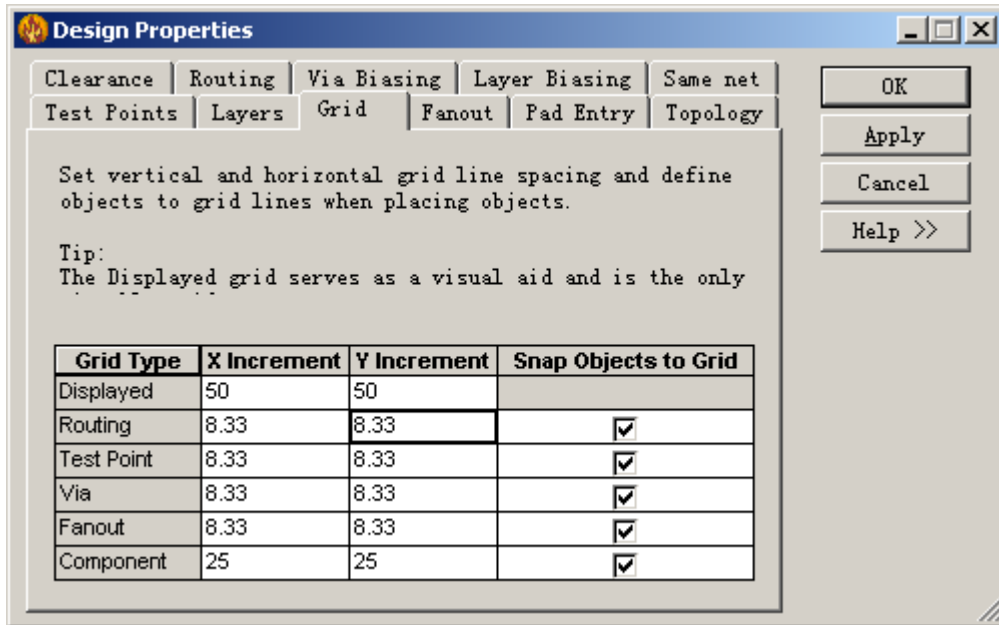 Design Properties
Clearance Routing Via Biasing Layer Biasing Same net
Test Points Layers Grid Fanout Pad Entry Topology
Set vertical and horizontal grid line spacing and define
objects to grid lines when placing objects.
Tip:
The Displayed grid serves as a visual aid and is the only
Grid Type X Increment Y Increment Snap Objects to Grid
Displayed 50 50
Routing 8.33 8.33
Test Point 8.33 8.33
Via 8.33 8.33
Fanout 8.33 8.33
Component 25 25
OK
Apply
Cancel
Help >>